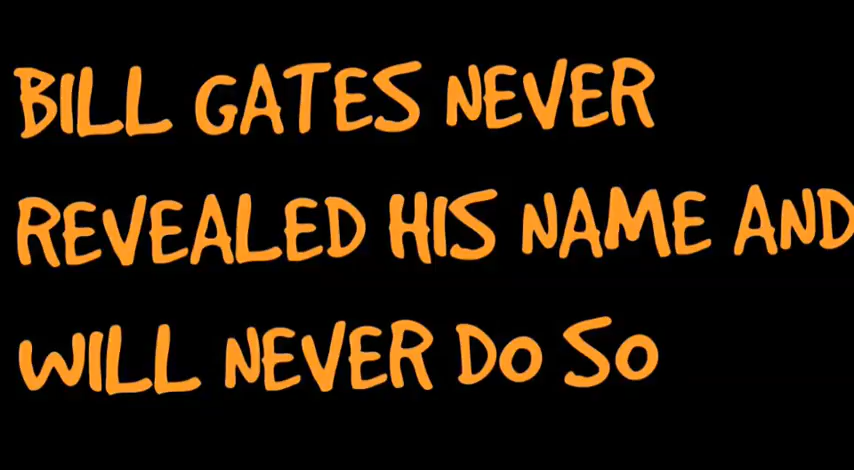 BILL GATES NEVER
REVEALED HIS NAME AND
WILL NEVER DO SO